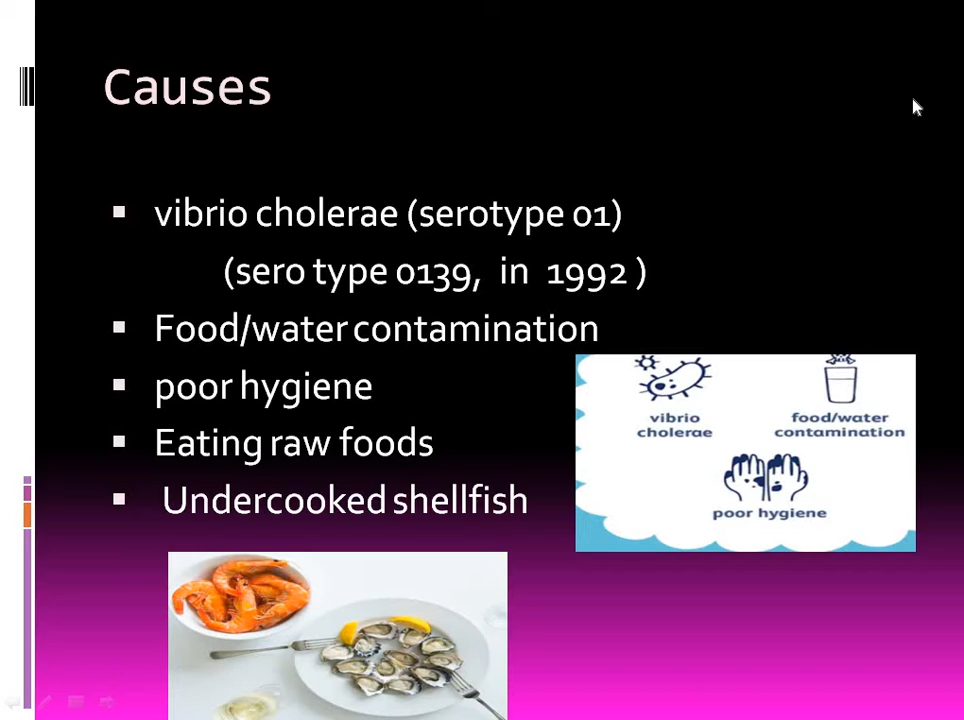 Causes
vibrio cholerae (serotype 01)
(sero type 0139, in 1992 )
Food/water contamination
poor hygiene
Eating raw foods
Undercooked shellfish
vibrio
cholerae
food/water
contamination
poor hygiene